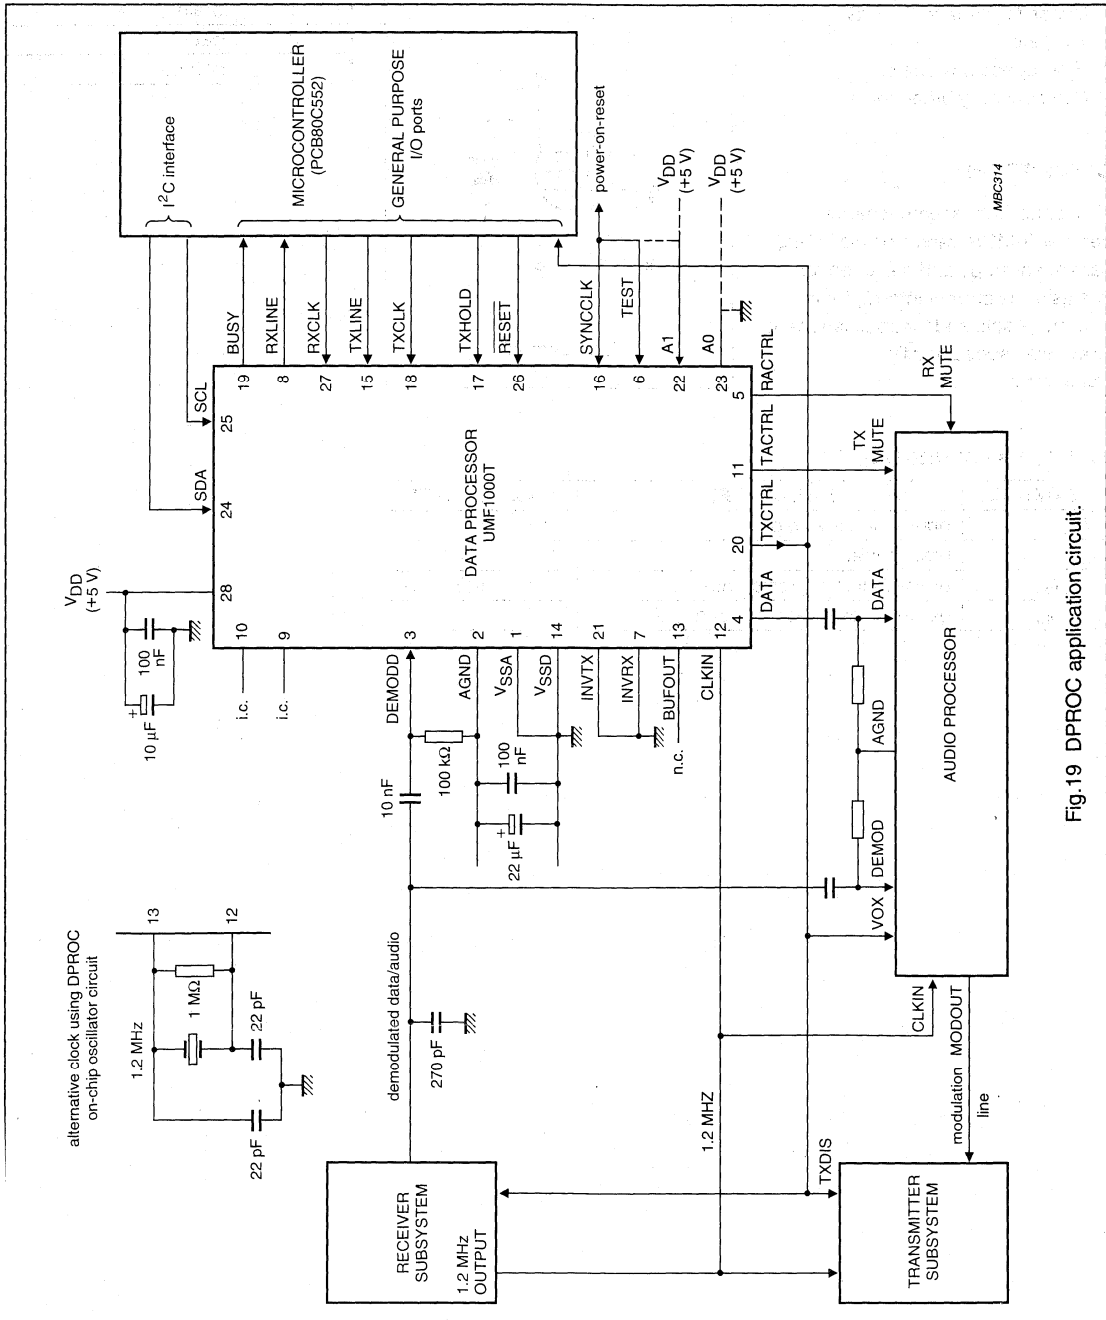 alternative clock using DPROC
on-chip oscillator circuit
1.2 MHz
13
12
1 MΩ
22 pF
22 pF
VDD
(+5 V)
100
nF
10 µF
+
i.c.
i.c.
I²C interface
MICROCONTROLLER
(PCB80C552)
GENERAL PURPOSE
I/O ports
SDA
SCL
BUSY
RXLINE
RXCLK
TXLINE
TXCLK
TXHOLD
RESET
SYNCCLK
TEST
A1
A0
power-on-reset
VDD
(+5 V)
VDD
(+5 V)
24
25
19
8
27
15
18
17
26
16
6
22
23
28
10
9
3
2
1
14
21
7
13
12
4
20
11
5
DATA PROCESSOR
UMF1000T
DEMODD
AGND
VSSA
VSSD
INVTX
INVRX
BUFOUT
CLKIN
n.c.
DATA
TXCTRL
TACTRL
RACTRL
10 nF
100 kΩ
100
nF
22 µF
+
demodulated data/audio
270 pF
RECEIVER
SUBSYSTEM
1.2 MHz
OUTPUT
1.2 MHZ
TXDIS
TRANSMITTER
SUBSYSTEM
modulation
line
MODOUT
CLKIN
VOX
DEMOD
AGND
DATA
TX
MUTE
RX
MUTE
AUDIO PROCESSOR
MBC314
Fig.19 DPROC application circuit.